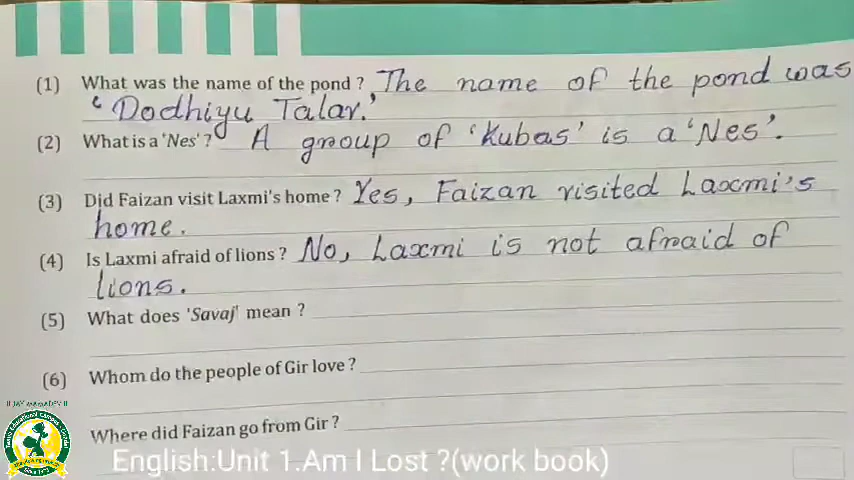 (1) What was the name of the pond ? The name of the pond was
'Dodhiyu Talav.'
(2) What is a 'Nes' ? A group of 'Kubas' is a 'Nes'.
(3) Did Faizan visit Laxmi's home ? Yes, Faizan visited Laxmi's
home.
(4) Is Laxmi afraid of lions ? No, Laxmi is not afraid of
lions.
(5) What does 'Savaj' mean ?
(6) Whom do the people of Gir love ?
Where did Faizan go from Gir ?
English:Unit 1.Am I Lost ?(work book)